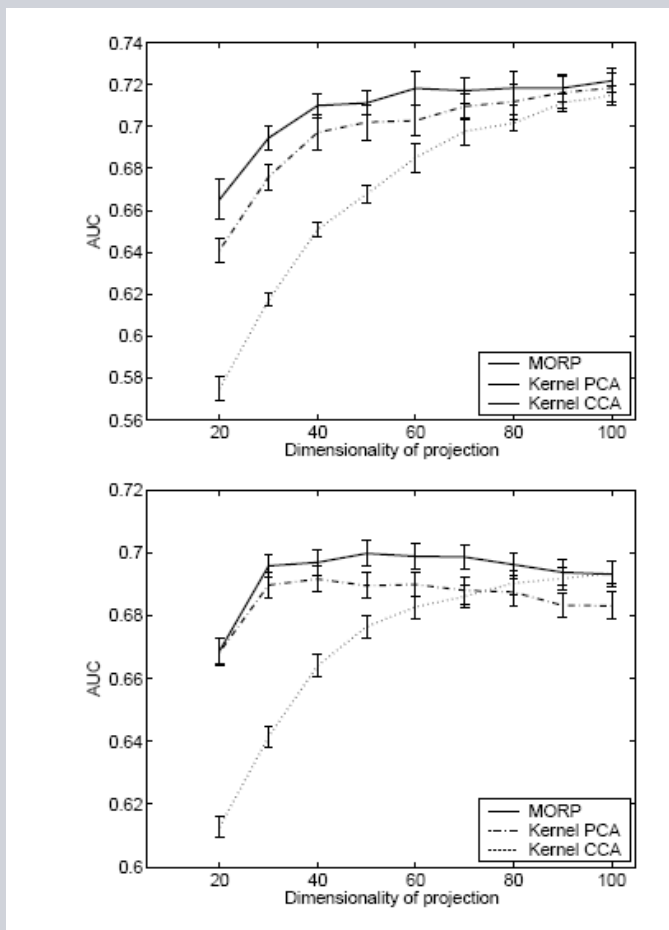 0.74
0.72
0.7
0.68
0.66
0.64
0.62
0.6
0.58
0.56
AUC
MORP
Kernel PCA
Kernel CCA
20 40 60 80 100
Dimensionality of projection
0.72
0.7
0.68
0.66
0.64
0.62
0.6
AUC
MORP
Kernel PCA
Kernel CCA
20 40 60 80 100
Dimensionality of projection